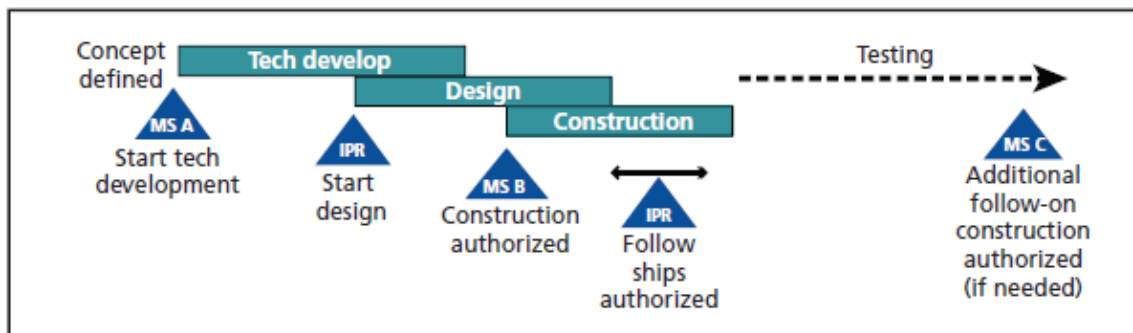 Concept
defined
Tech develop
Testing
Design
Construction
MS A
Start tech
development
IPR
Start
design
MS B
Construction
authorized
IPR
Follow
ships
authorized
MS C
Additional
follow-on
construction
authorized
(if needed)